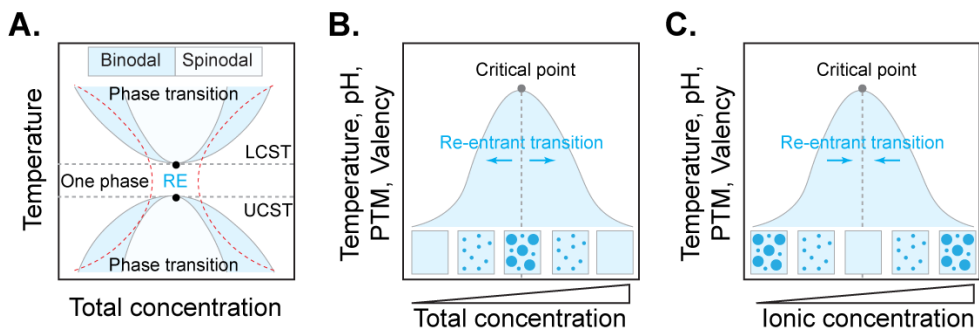 A.
Binodal Spinodal
Phase transition
LCST
One phase RE
UCST
Phase transition
Temperature
Total concentration
B.
Critical point
Re-entrant transition
Temperature, pH,
PTM, Valency
Total concentration
C.
Critical point
Re-entrant transition
Temperature, pH,
PTM, Valency
Ionic concentration